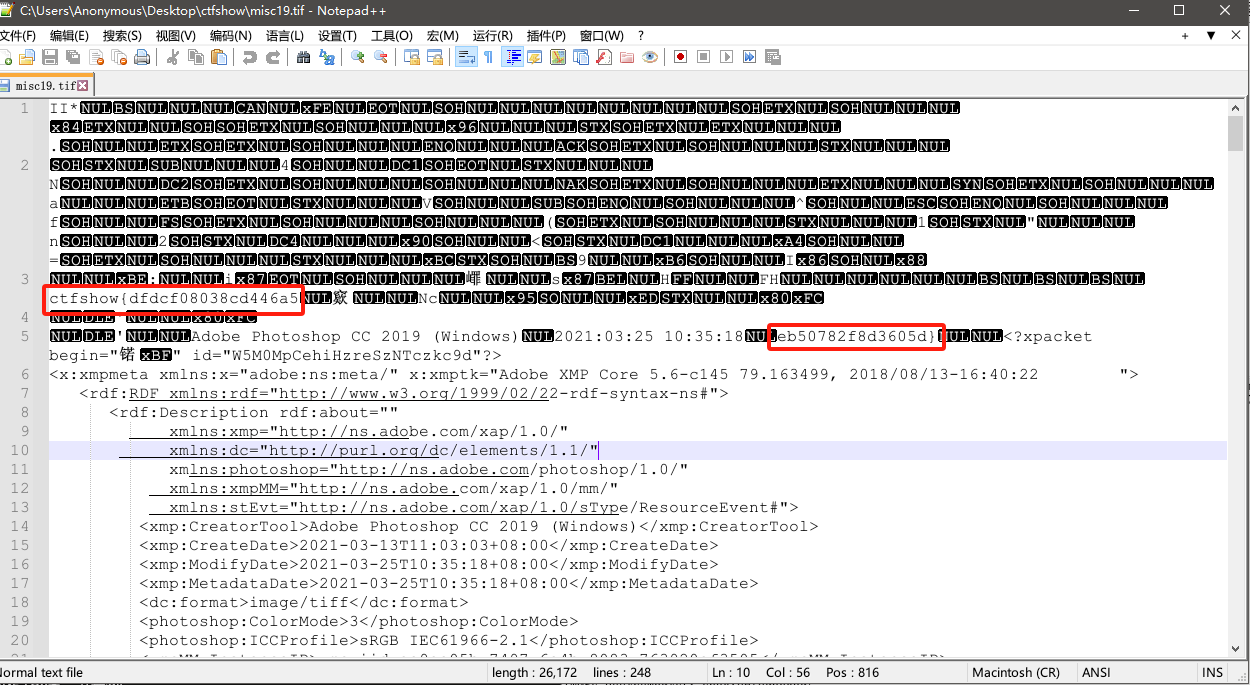 C:\Users\Anonymous\Desktop\ctfshow\misc19.tif - Notepad++
文件(F) 编辑(E) 搜索(S) 视图(V) 编码(N) 语言(L) 设置(T) 工具(O) 宏(M) 运行(R) 插件(P) 窗口(W) ?
misc19.tif
1 II*NULBSNULNULNULCANNULxFENULEOTNULSOHNULNULNULNULNULNULNULNULSOHETXNULSOHNULNULNUL
x84ETXNULNULSOHSOHETXNULSOHNULNULNULx96NULNULNULSTXSOHETXNULETXNULNULNUL
.SOHNULNULETXSOHETXNULSOHNULNULNULENQNULNULNULACKSOHETXNULSOHNULNULNULSTXNULNULNUL
2 SOHSTXNULSUBNULNULNUL4SOHNULNULDC1SOHEOTNULSTXNULNULNUL
NSOHNULNULDC2SOHETXNULSOHNULNULNULSOHNULNULNULNAKSOHETXNULSOHNULNULNULETXNULNULNULSYNSOHETXNULSOHNULNULNUL
aNULNULNULETBSOHEOTNULSTXNULNULNULVSOHNULNULSUBSOHENQNULSOHNULNULNUL^SOHNULNULESCSOHENQNULSOHNULNULNUL
fSOHNULNULFSSOHETXNULSOHNULNULNULSOHNULNULNUL(SOHETXNULSOHNULNULNULSTXNULNULNUL1SOHSTXNUL"NULNULNUL
nSOHNULNUL2SOHSTXNULDC4NULNULNULx90SOHNULNUL<SOHSTXNULDC1NULNULNULxA4SOHNULNUL
=SOHETXNULSOHNULNULNULSTXNULNULNULxBCSTXSOHNULBS9NULNULxB6SOHNULNULIx86SOHNULx88
3 NULNULxBE:NULNULix87EOTNULSOHNULNULNUL NULNULsx87BELNULHFFNULNULFHNULNULNULNULNULNULBSNULBSNULBSNUL
ctfshow{dfdcf08038cd446a5NUL NULNULNcNULNULx95SONULNULxEDSTXNULNULx80xFC
4 NULDLE NULNULNULx80xFC
5 NULDLE'NULNULNULAdobe Photoshop CC 2019 (Windows)NUL2021:03:25 10:35:18NULeb50782f8d3605d}NULNUL<?xpacket
begin="锘xBF" id="W5M0MpCehiHzreSzNTczkc9d"?>
6 <x:xmpmeta xmlns:x="adobe:ns:meta/" x:xmptk="Adobe XMP Core 5.6-c145 79.163499, 2018/08/13-16:40:22 ">
7 <rdf:RDF xmlns:rdf="http://www.w3.org/1999/02/22-rdf-syntax-ns#">
8 <rdf:Description rdf:about=""
9 xmlns:xmp="http://ns.adobe.com/xap/1.0/"
10 xmlns:dc="http://purl.org/dc/elements/1.1/"
11 xmlns:photoshop="http://ns.adobe.com/photoshop/1.0/"
12 xmlns:xmpMM="http://ns.adobe.com/xap/1.0/mm/"
13 xmlns:stEvt="http://ns.adobe.com/xap/1.0/sType/ResourceEvent#">
14 <xmp:CreatorTool>Adobe Photoshop CC 2019 (Windows)</xmp:CreatorTool>
15 <xmp:CreateDate>2021-03-13T11:03:03+08:00</xmp:CreateDate>
16 <xmp:ModifyDate>2021-03-25T10:35:18+08:00</xmp:ModifyDate>
17 <xmp:MetadataDate>2021-03-25T10:35:18+08:00</xmp:MetadataDate>
18 <dc:format>image/tiff</dc:format>
19 <photoshop:ColorMode>3</photoshop:ColorMode>
20 <photoshop:ICCProfile>sRGB IEC61966-2.1</photoshop:ICCProfile>
Normal text file length : 26,172 lines : 248 Ln : 10 Col : 56 Pos : 816 Macintosh (CR) ANSI INS